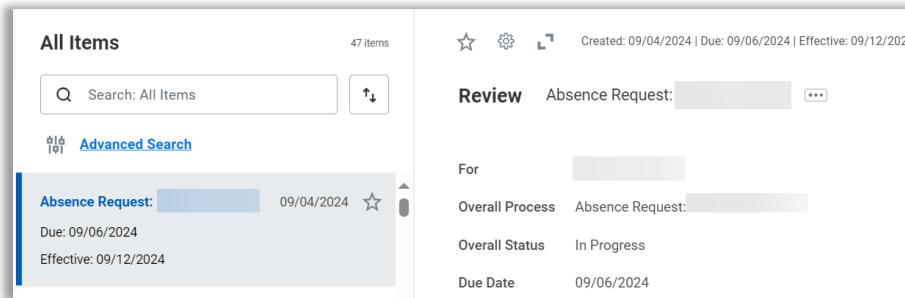 All Items
47 items
Search: All Items
Advanced Search
Absence Request:
09/04/2024
Due: 09/06/2024
Effective: 09/12/2024
Created: 09/04/2024 | Due: 09/06/2024 | Effective: 09/12/202
Review Absence Request:
For
Overall Process Absence Request:
Overall Status In Progress
Due Date 09/06/2024